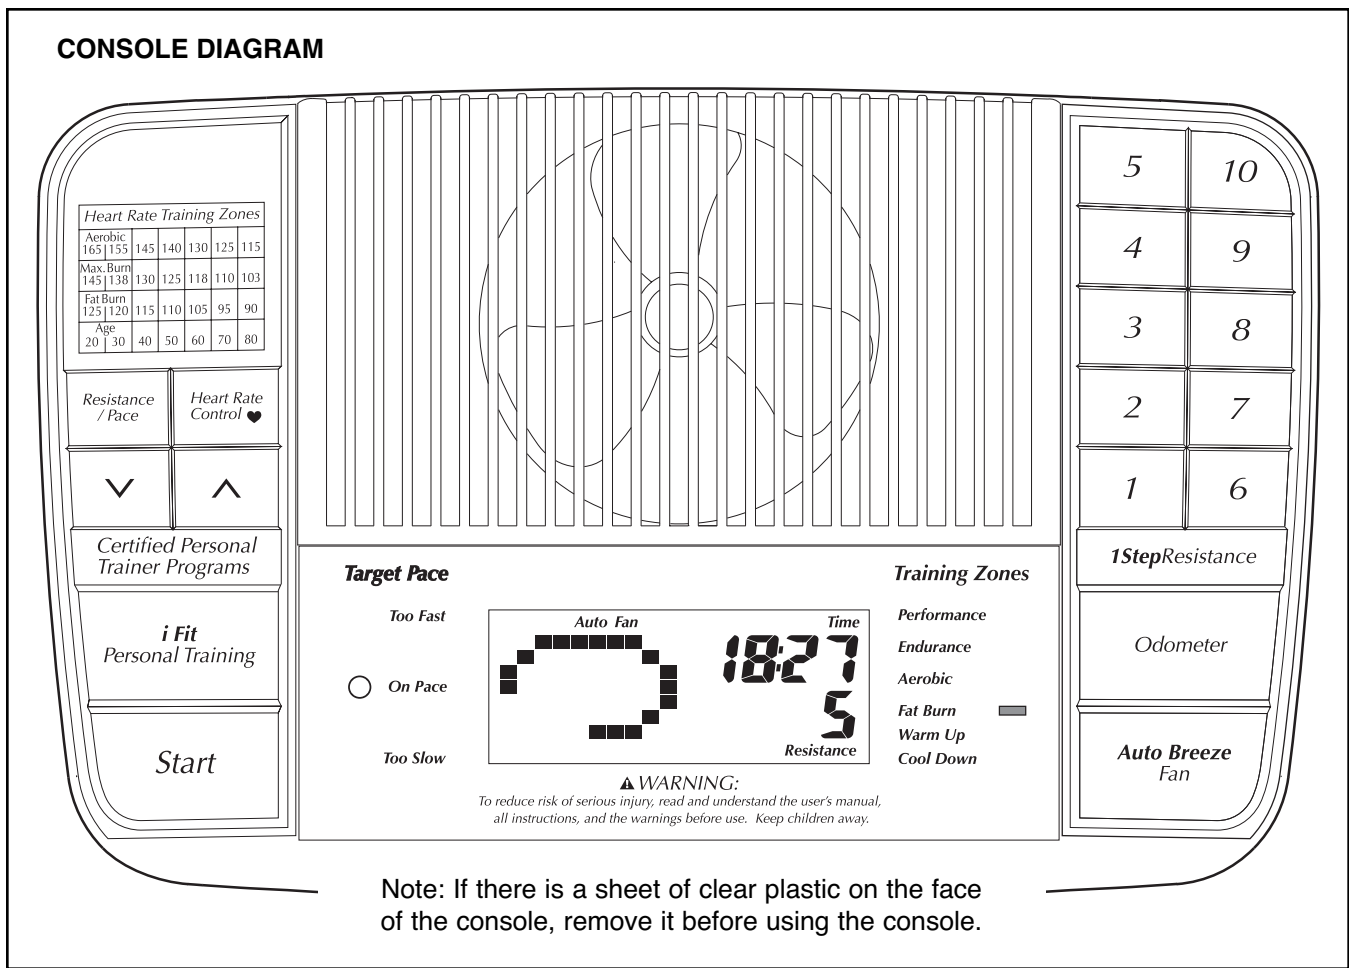 CONSOLE DIAGRAM
Heart Rate Training Zones
Aerobic
165 155 145 140 130 125 115
Max. Burn
145 138 130 125 118 110 103
Fat Burn
125 120 115 110 105 95 90
Age
20 30 40 50 60 70 80
Resistance
/ Pace
Heart Rate
Control ♥
Certified Personal
Trainer Programs
i Fit
Personal Training
Start
Target Pace
Too Fast
On Pace
Too Slow
Auto Fan
Time
18:27
5
Resistance
Training Zones
Performance
Endurance
Aerobic
Fat Burn
Warm Up
Cool Down
WARNING:
To reduce risk of serious injury, read and understand the user's manual,
all instructions, and the warnings before use. Keep children away.
5 10
4 9
3 8
2 7
1 6
1StepResistance
Odometer
Auto Breeze
Fan
Note: If there is a sheet of clear plastic on the face
of the console, remove it before using the console.